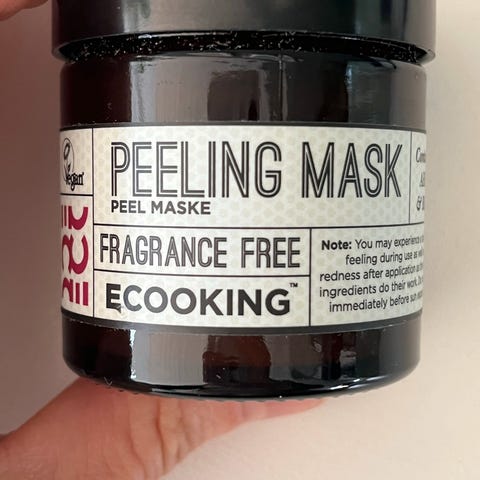 Vegan
PEELING MASK
PEEL MASKE
FRAGRANCE FREE
ECOOKING™
Note: You may experience
feeling during use as
redness after application as
ingredients do their work.
immediately before sun